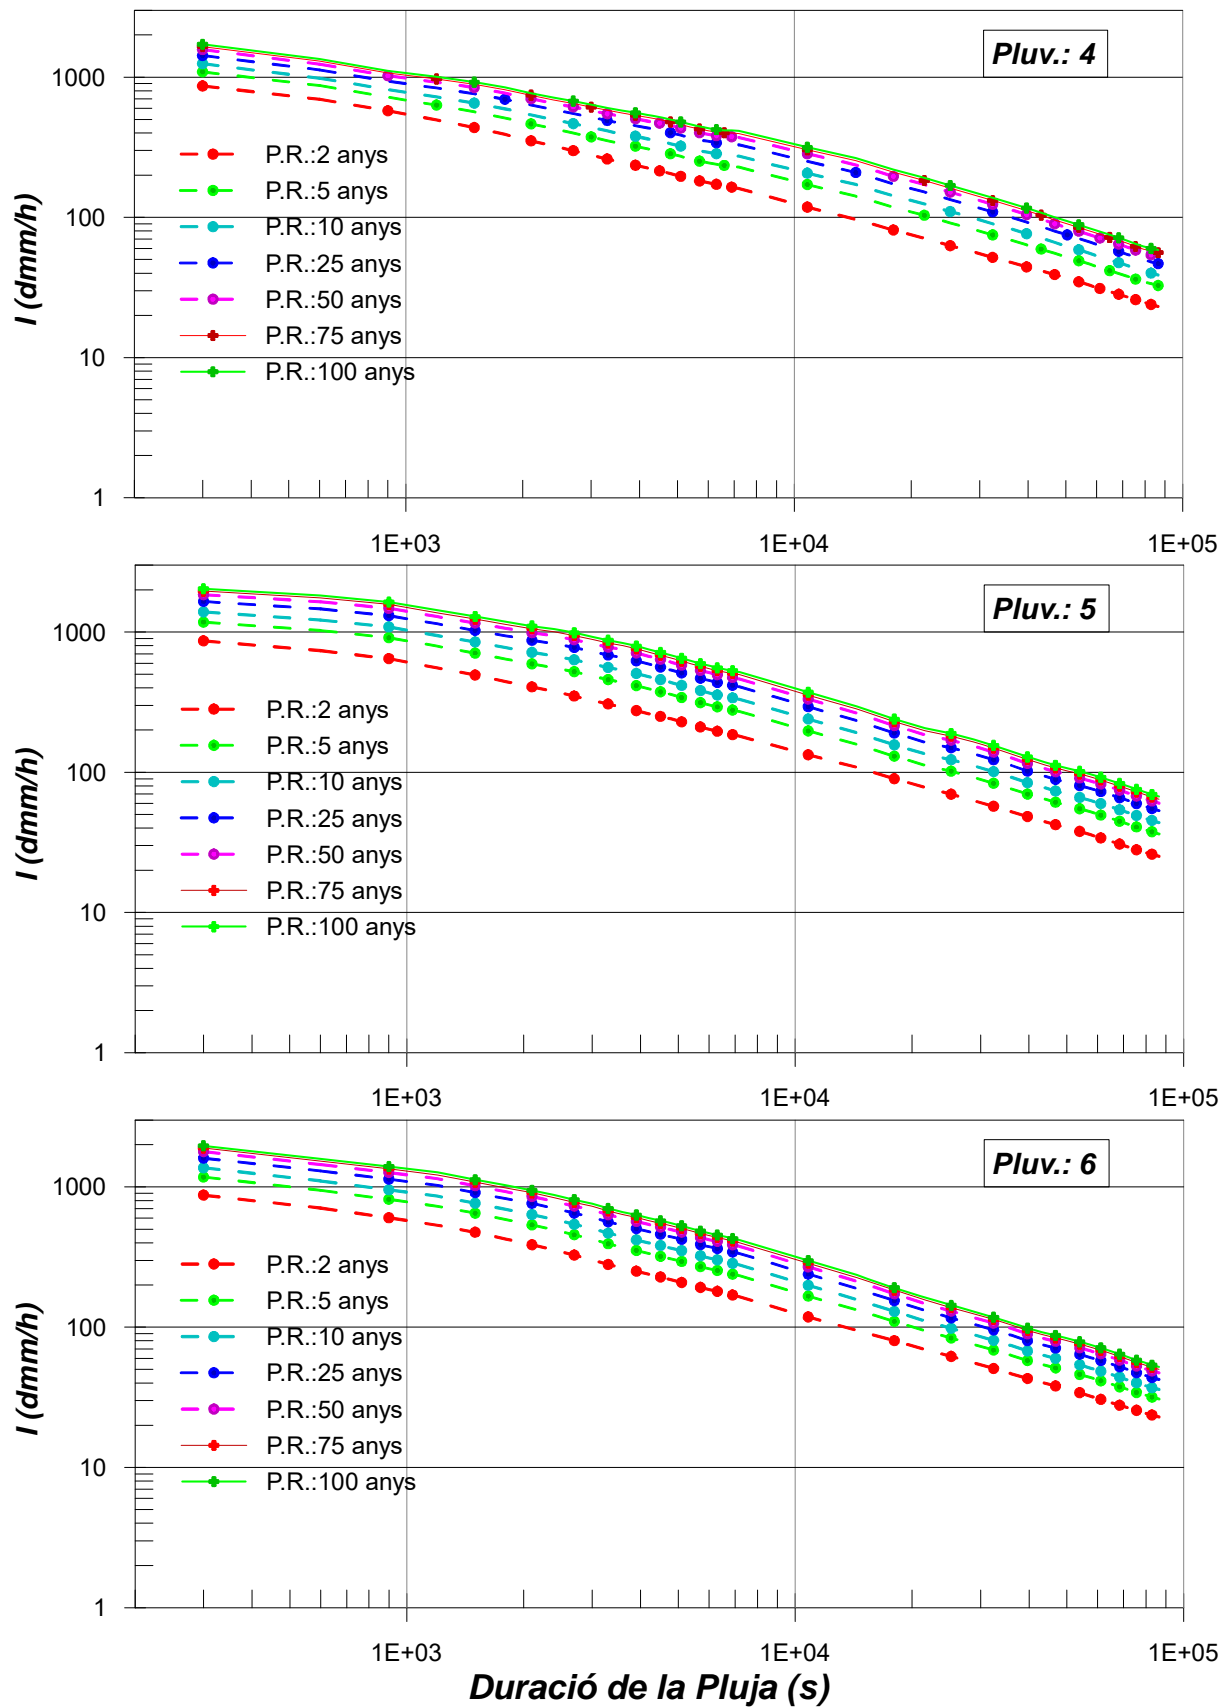 Pluv.: 4
I (dmm/h)
1000
100
10
1
P.R.:2 anys
P.R.:5 anys
P.R.:10 anys
P.R.:25 anys
P.R.:50 anys
P.R.:75 anys
P.R.:100 anys
1E+03 1E+04 1E+05
Pluv.: 5
I (dmm/h)
1000
100
10
1
P.R.:2 anys
P.R.:5 anys
P.R.:10 anys
P.R.:25 anys
P.R.:50 anys
P.R.:75 anys
P.R.:100 anys
1E+03 1E+04 1E+05
Pluv.: 6
I (dmm/h)
1000
100
10
1
P.R.:2 anys
P.R.:5 anys
P.R.:10 anys
P.R.:25 anys
P.R.:50 anys
P.R.:75 anys
P.R.:100 anys
1E+03 1E+04 1E+05
Duració de la Pluja (s)